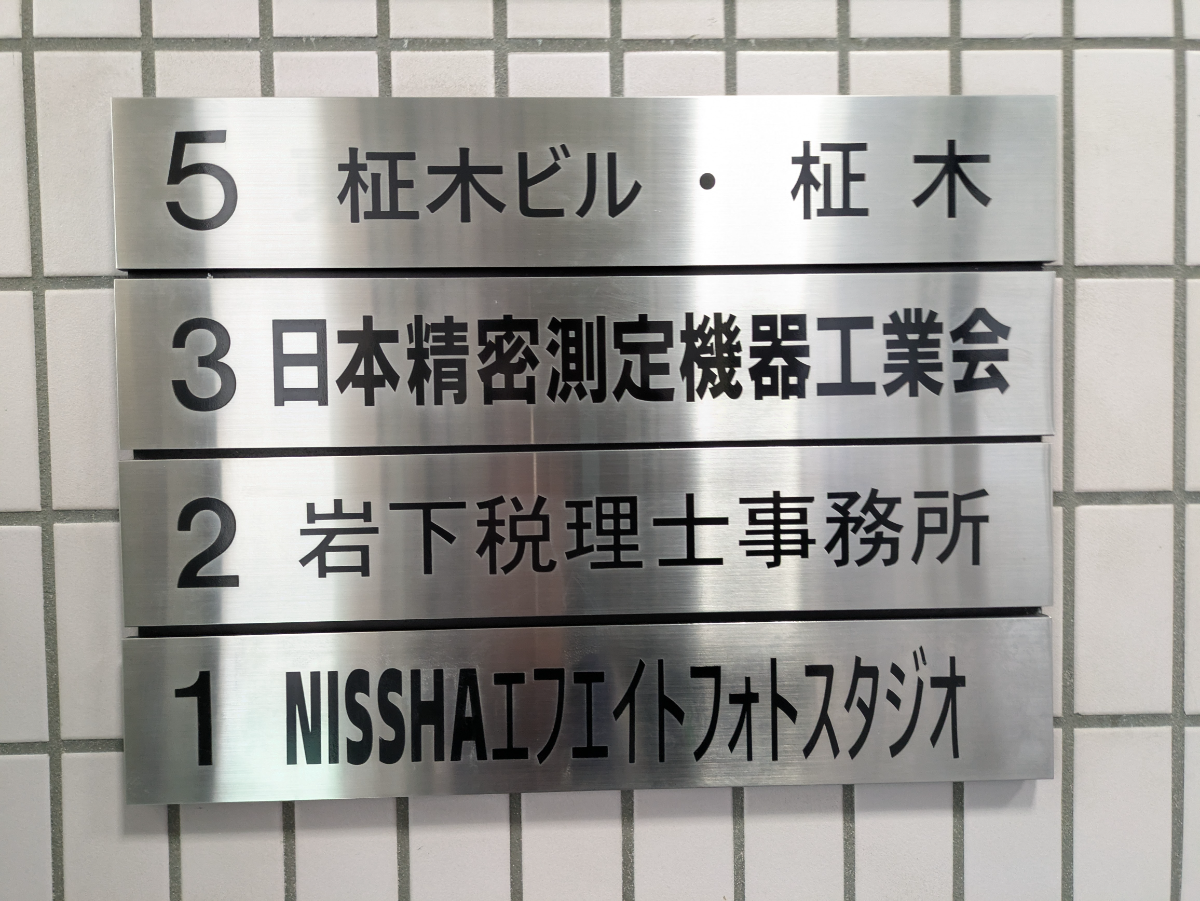 5 柾木ビル ・ 柾 木
3 日本精密測定機器工業会
2 岩下税理士事務所
1 NISSHAエフエイトフォトスタジオ